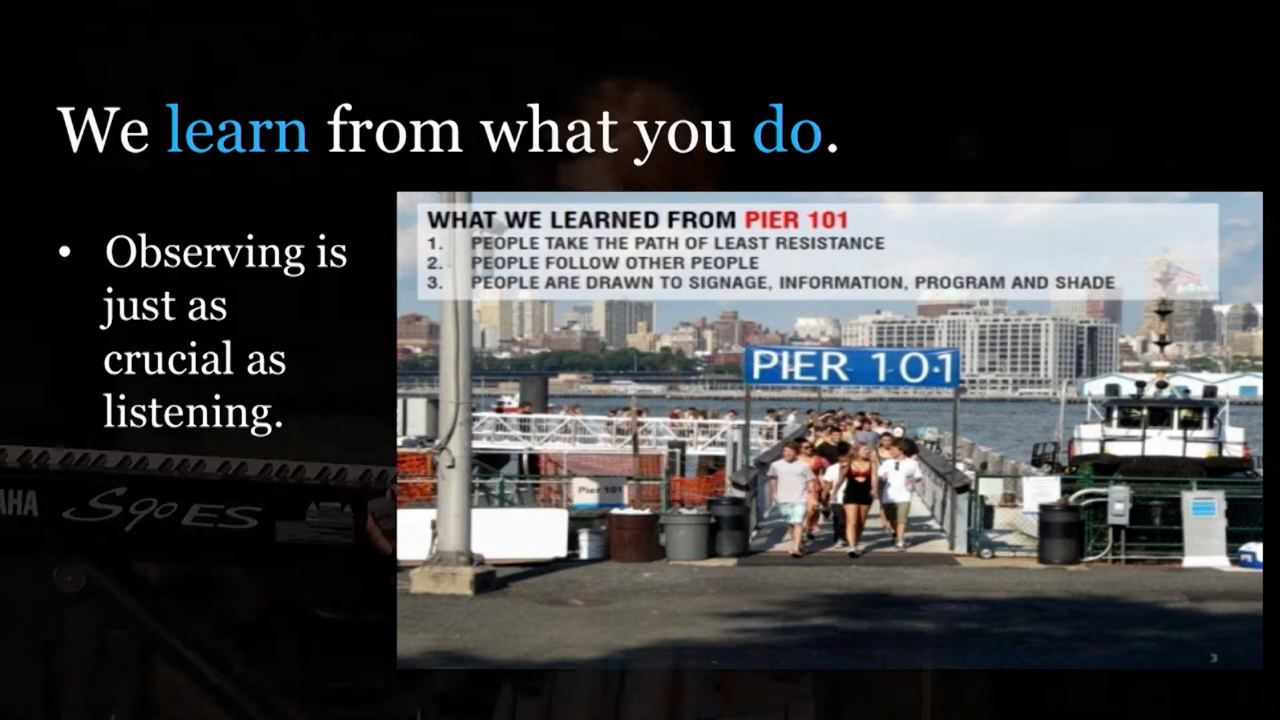 We learn from what you do.
• Observing is
just as
crucial as
listening.
WHAT WE LEARNED FROM PIER 101
1. PEOPLE TAKE THE PATH OF LEAST RESISTANCE
2. PEOPLE FOLLOW OTHER PEOPLE
3. PEOPLE ARE DRAWN TO SIGNAGE, INFORMATION, PROGRAM AND SHADE
PIER 101
Pier 101
AHA S90 ES
3